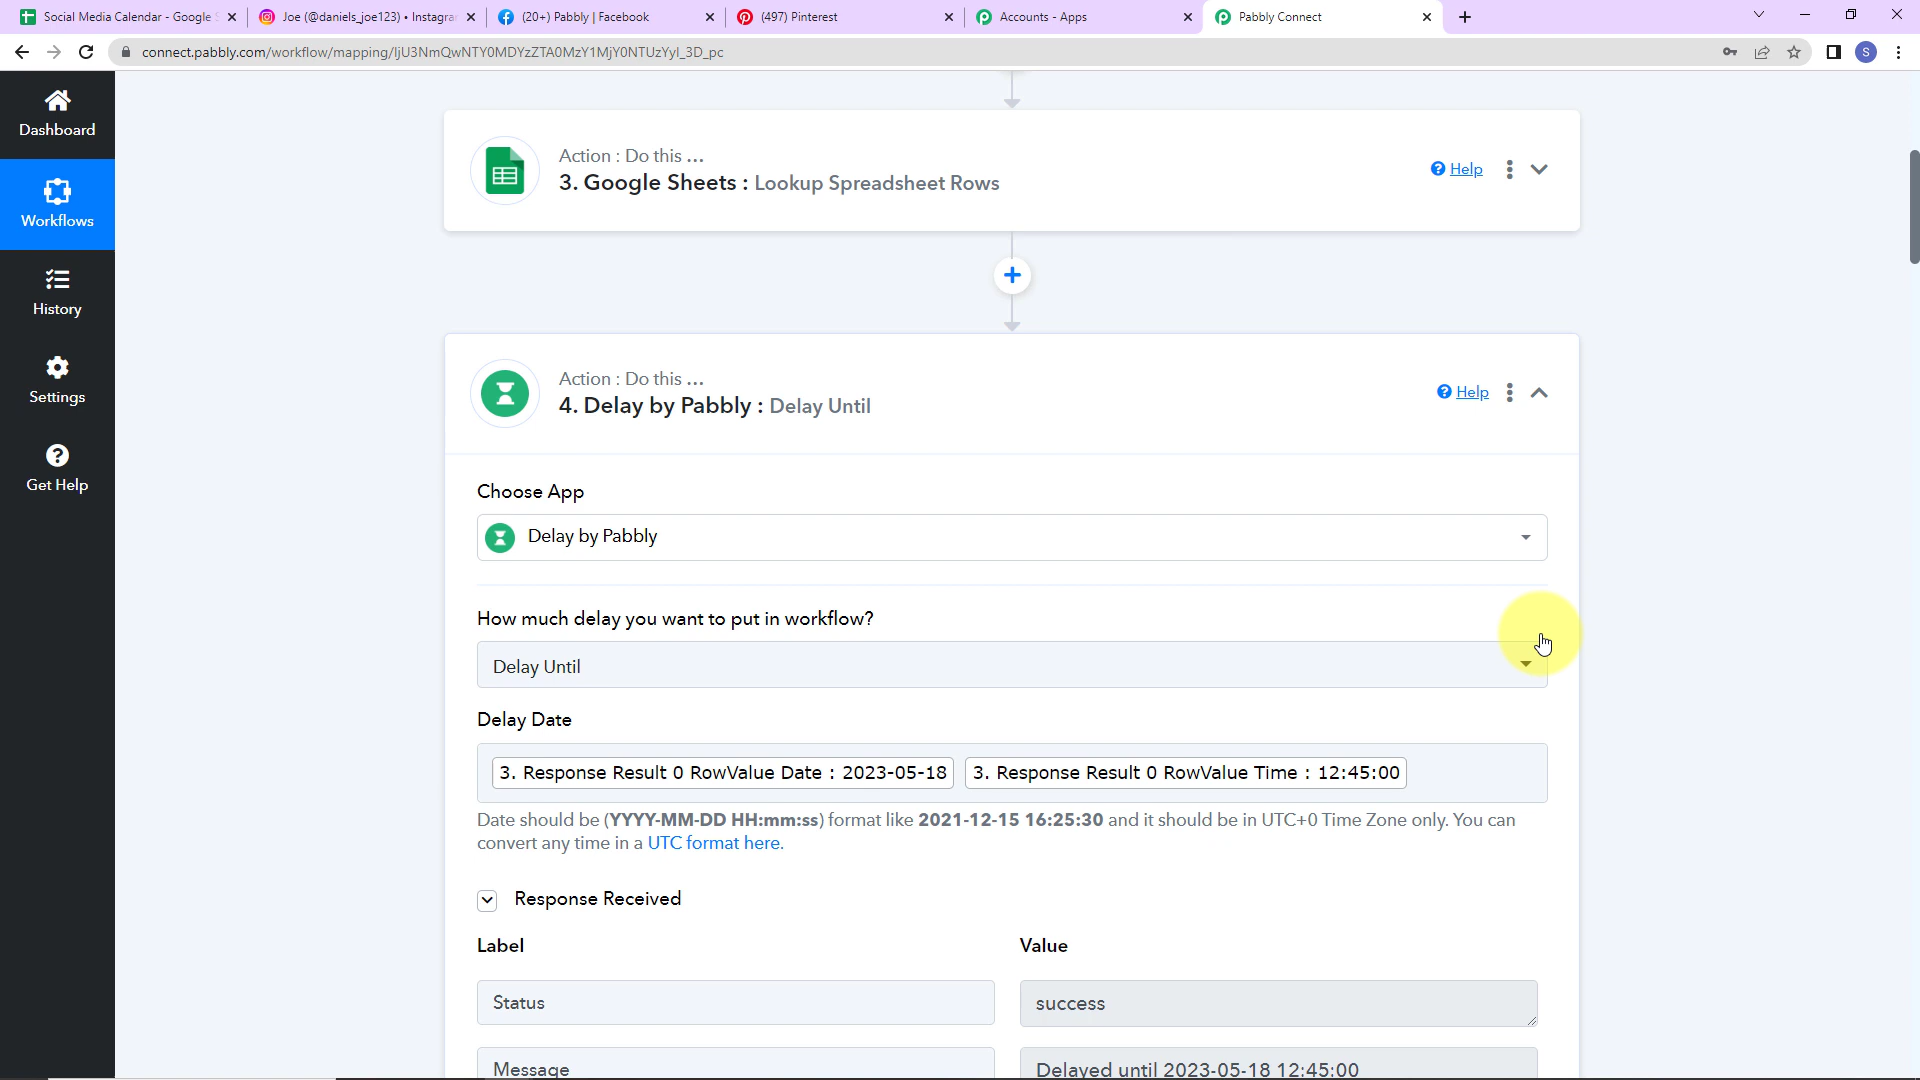 Social Media Calendar - Google S
Joe (@daniels_joe123) • Instagra
(20+) Pabbly | Facebook
(497) Pinterest
Accounts - Apps
Pabbly Connect
connect.pabbly.com/workflow/mapping/IjU3NmQwNTY0MDYzZTA0MzY1MjY0NTUzYyI_3D_pc
S
Dashboard
Workflows
History
Settings
Get Help
Action : Do this ...
3. Google Sheets : Lookup Spreadsheet Rows
Help
Action : Do this ...
4. Delay by Pabbly : Delay Until
Help
Choose App
Delay by Pabbly
How much delay you want to put in workflow?
Delay Until
Delay Date
3. Response Result 0 RowValue Date : 2023-05-18 3. Response Result 0 RowValue Time : 12:45:00
Date should be (YYYY-MM-DD HH:mm:ss) format like 2021-12-15 16:25:30 and it should be in UTC+0 Time Zone only. You can
convert any time in a UTC format here.
Response Received
Label Value
Status success
Message Delayed until 2023-05-18 12:45:00